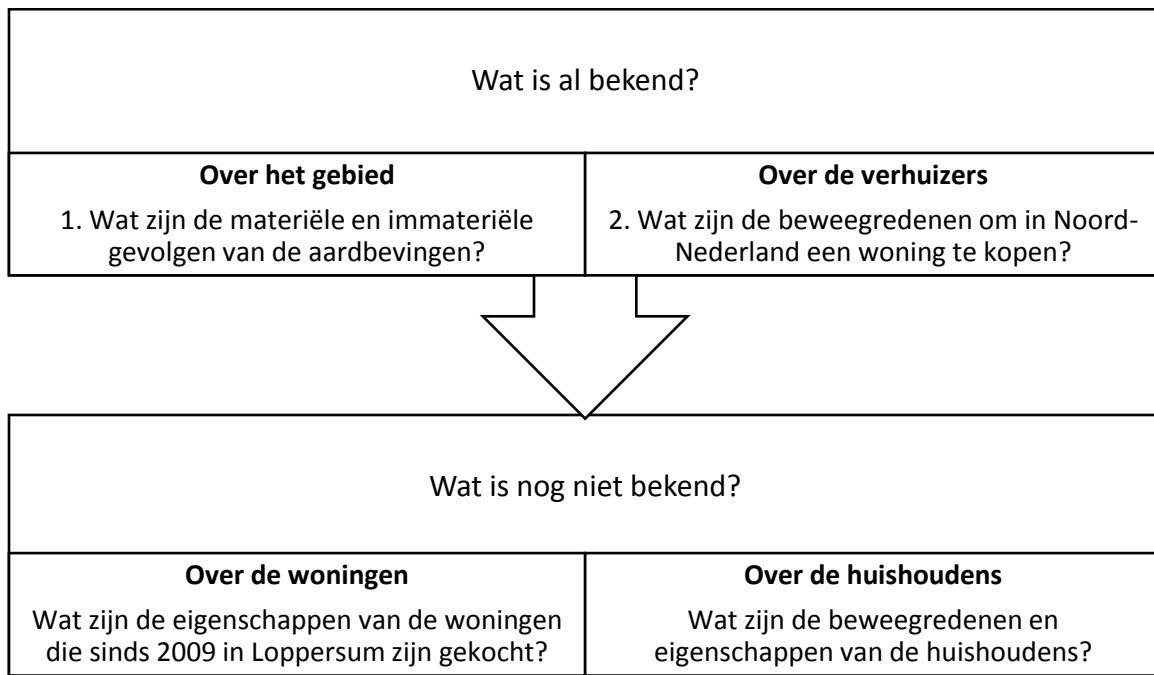 Wat is al bekend?
Over het gebied
1. Wat zijn de materiële en immateriële
gevolgen van de aardbevingen?
Over de verhuizers
2. Wat zijn de beweegredenen om in Noord-
Nederland een woning te kopen?
Wat is nog niet bekend?
Over de woningen
Wat zijn de eigenschappen van de woningen
die sinds 2009 in Loppersum zijn gekocht?
Over de huishoudens
Wat zijn de beweegredenen en
eigenschappen van de huishoudens?